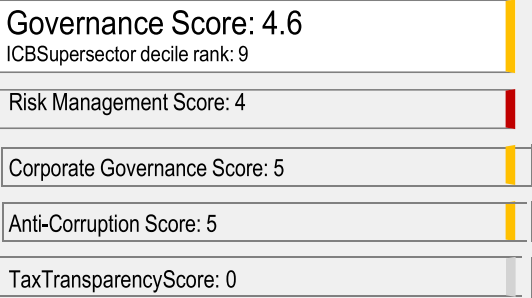 Governance Score: 4.6
ICBSupersector decile rank: 9
Risk Management Score: 4
Corporate Governance Score: 5
Anti-Corruption Score: 5
TaxTransparencyScore: 0